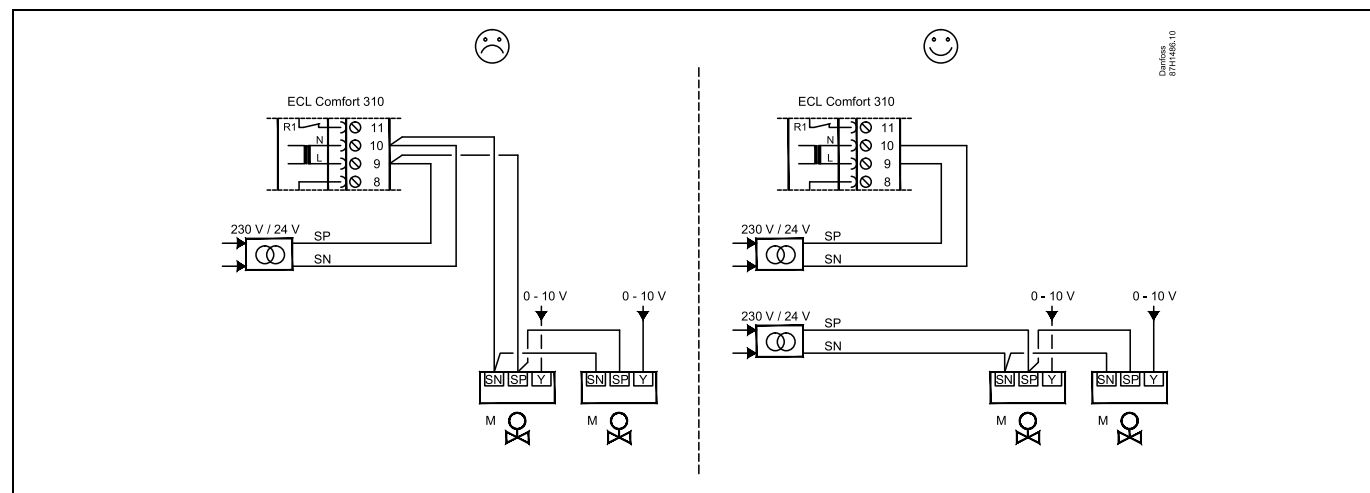 Danfoss
87H1486.10
ECL Comfort 310
R1
11
N
10
L
9
8
230 V / 24 V
SP
SN
0 - 10 V
0 - 10 V
SN SP Y
SN SP Y
M
M
ECL Comfort 310
R1
11
N
10
L
9
8
230 V / 24 V
SP
SN
230 V / 24 V
SP
SN
0 - 10 V
0 - 10 V
SN SP Y
SN SP Y
M
M